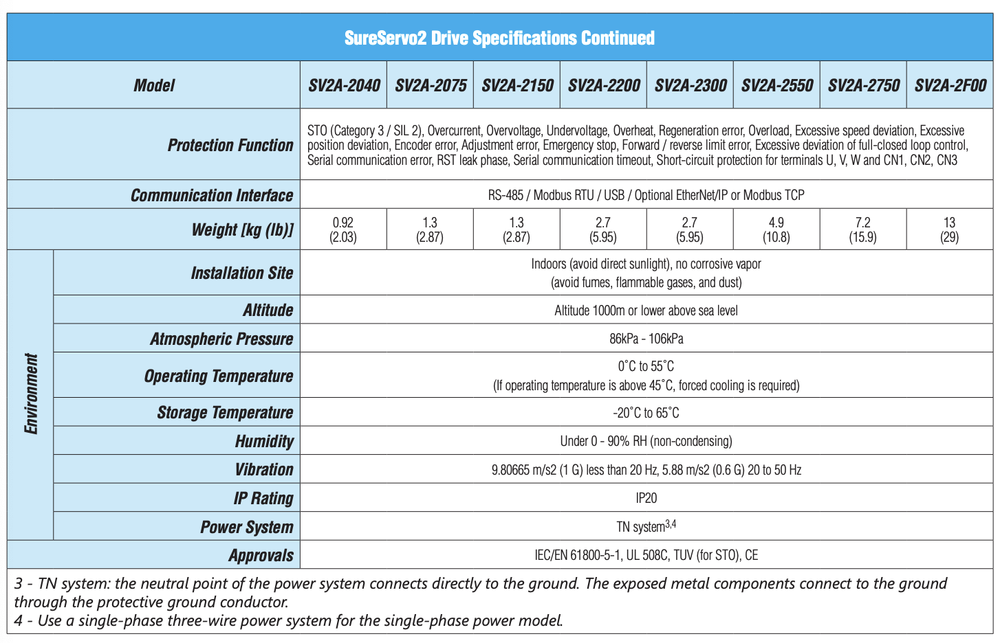 SureServo2 Drive Specifications Continued
Model SV2A-2040 SV2A-2075 SV2A-2150 SV2A-2200 SV2A-2300 SV2A-2550 SV2A-2750 SV2A-2F00
Protection Function
STO (Category 3 / SIL 2), Overcurrent, Overvoltage, Undervoltage, Overheat, Regeneration error, Overload, Excessive speed deviation, Excessive
position deviation, Encoder error, Adjustment error, Emergency stop, Forward / reverse limit error, Excessive deviation of full-closed loop control,
Serial communication error, RST leak phase, Serial communication timeout, Short-circuit protection for terminals U, V, W and CN1, CN2, CN3
Communication Interface RS-485 / Modbus RTU / USB / Optional EtherNet/IP or Modbus TCP
Weight [kg (lb)]
0.92 1.3 1.3 2.7 2.7 4.9 7.2 13
(2.03) (2.87) (2.87) (5.95) (5.95) (10.8) (15.9) (29)
Environment
Installation Site
Indoors (avoid direct sunlight), no corrosive vapor
(avoid fumes, flammable gases, and dust)
Altitude Altitude 1000m or lower above sea level
Atmospheric Pressure 86kPa - 106kPa
Operating Temperature
0˚C to 55˚C
(If operating temperature is above 45˚C, forced cooling is required)
Storage Temperature -20˚C to 65˚C
Humidity Under 0 - 90% RH (non-condensing)
Vibration 9.80665 m/s2 (1 G) less than 20 Hz, 5.88 m/s2 (0.6 G) 20 to 50 Hz
IP Rating IP20
Power System TN system3,4
Approvals IEC/EN 61800-5-1, UL 508C, TUV (for STO), CE
3 - TN system: the neutral point of the power system connects directly to the ground. The exposed metal components connect to the ground
through the protective ground conductor.
4 - Use a single-phase three-wire power system for the single-phase power model.